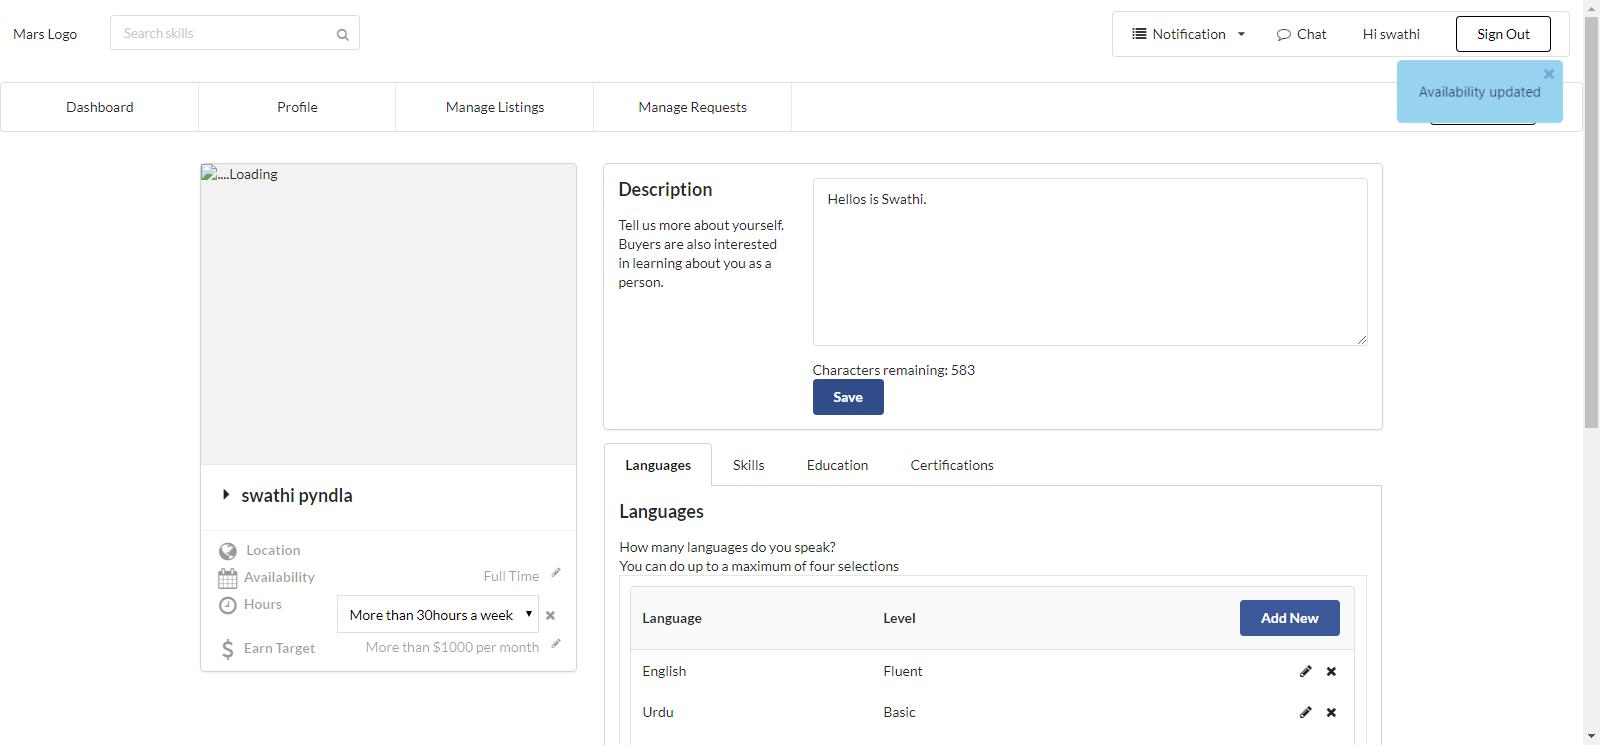 Mars Logo
Search skills
Notification
Chat
Hi swathi
Sign Out
Availability updated
Dashboard
Profile
Manage Listings
Manage Requests
....Loading
swathi pyndla
Location
Availability
Full Time
Hours
More than 30hours a week
Earn Target
More than $1000 per month
Description
Tell us more about yourself.
Buyers are also interested
in learning about you as a
person.
Hellos is Swathi.
Characters remaining: 583
Save
Languages
Skills
Education
Certifications
Languages
How many languages do you speak?
You can do up to a maximum of four selections
Language
Level
Add New
English
Fluent
Urdu
Basic